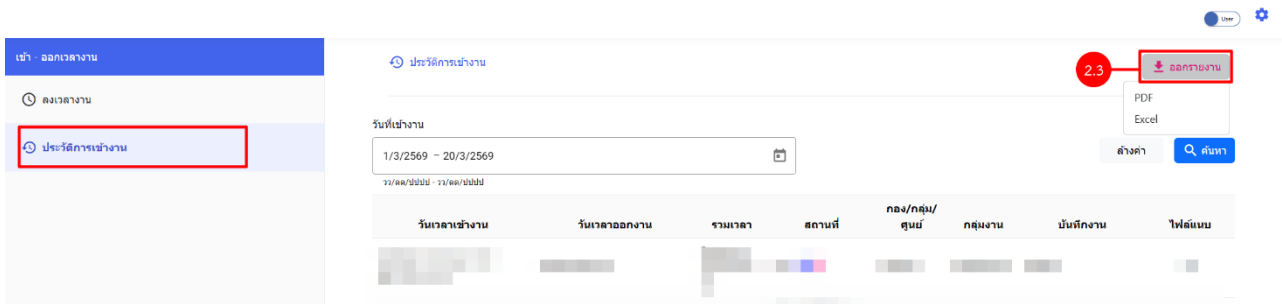 User
เข้า - ออกเวลางาน
ประวัติการเข้างาน
2.3
ออกรายงาน
ลงเวลางาน
PDF
Excel
วันที่เข้างาน
ประวัติการเข้างาน
1/3/2569 – 20/3/2569
ล้างค่า
ค้นหา
วว/ดด/ปปปป - วว/ดด/ปปปป
วันเวลาเข้างาน วันเวลาออกงาน รวมเวลา สถานที่ กอง/กลุ่ม/
ศูนย์ กลุ่มงาน บันทึกงาน ไฟล์แนบ